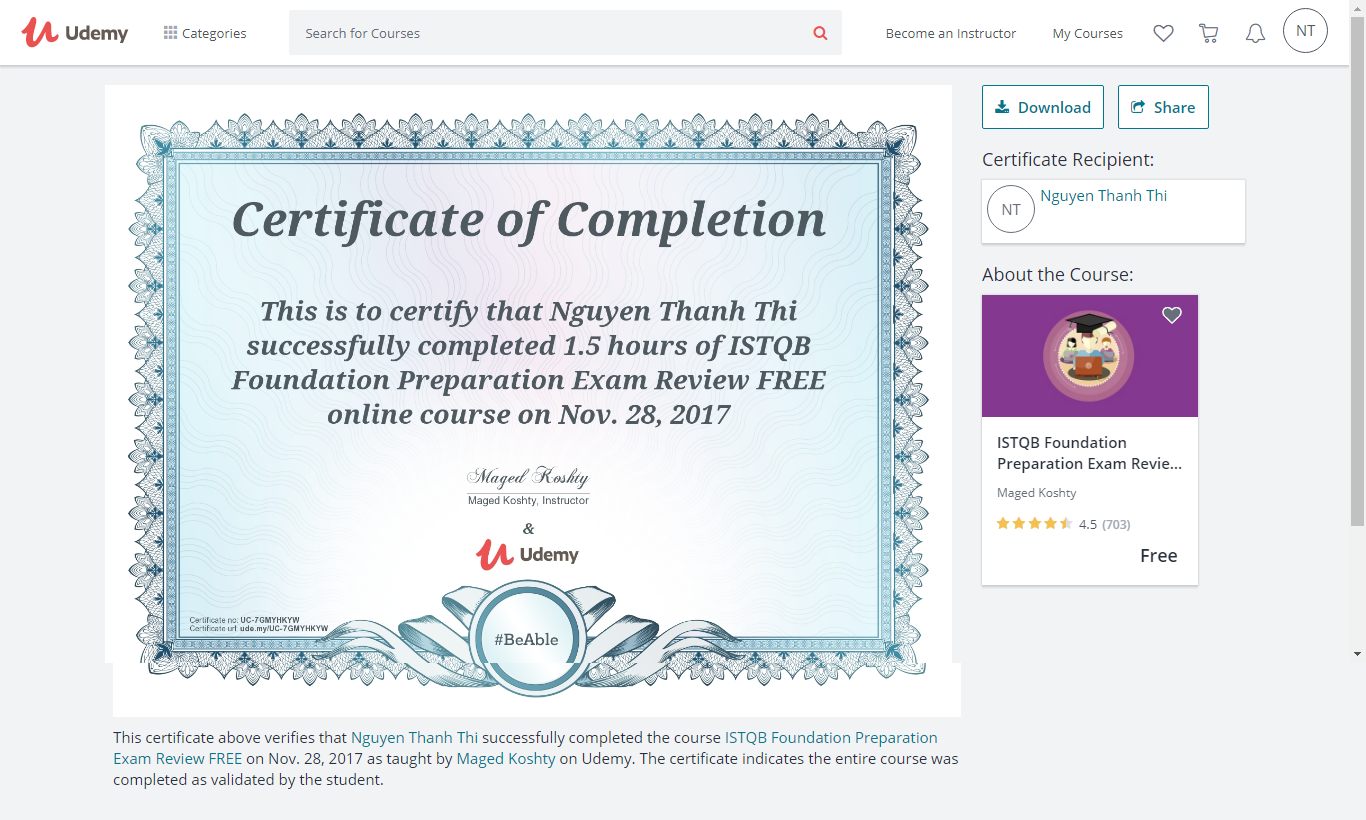 Udemy
Categories
Search for Courses
Become an Instructor
My Courses
NT
Certificate of Completion
This is to certify that Nguyen Thanh Thi
successfully completed 1.5 hours of ISTQB
Foundation Preparation Exam Review FREE
online course on Nov. 28, 2017
Maged Koshty
Maged Koshty, Instructor
&
Udemy
Certificate no: UC-7GMYHKYW
Certificate url: ude.my/UC-7GMYHKYW
#BeAble
This certificate above verifies that Nguyen Thanh Thi successfully completed the course ISTQB Foundation Preparation
Exam Review FREE on Nov. 28, 2017 as taught by Maged Koshty on Udemy. The certificate indicates the entire course was
completed as validated by the student.
Download
Share
Certificate Recipient:
NT
Nguyen Thanh Thi
About the Course:
ISTQB Foundation
Preparation Exam Revie...
Maged Koshty
4.5 (703)
Free